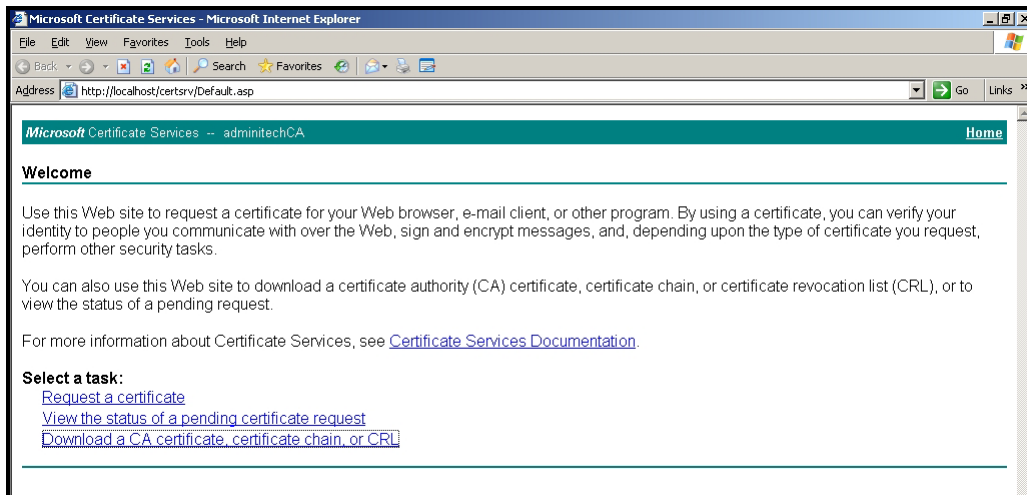 Microsoft Certificate Services - Microsoft Internet Explorer
File Edit View Favorites Tools Help
Back Search Favorites
Address http://localhost/certsrv/Default.asp Go Links »
Microsoft Certificate Services -- adminitechCA Home
Welcome
Use this Web site to request a certificate for your Web browser, e-mail client, or other program. By using a certificate, you can verify your
identity to people you communicate with over the Web, sign and encrypt messages, and, depending upon the type of certificate you request,
perform other security tasks.
You can also use this Web site to download a certificate authority (CA) certificate, certificate chain, or certificate revocation list (CRL), or to
view the status of a pending request.
For more information about Certificate Services, see Certificate Services Documentation.
Select a task:
Request a certificate
View the status of a pending certificate request
Download a CA certificate, certificate chain, or CRL